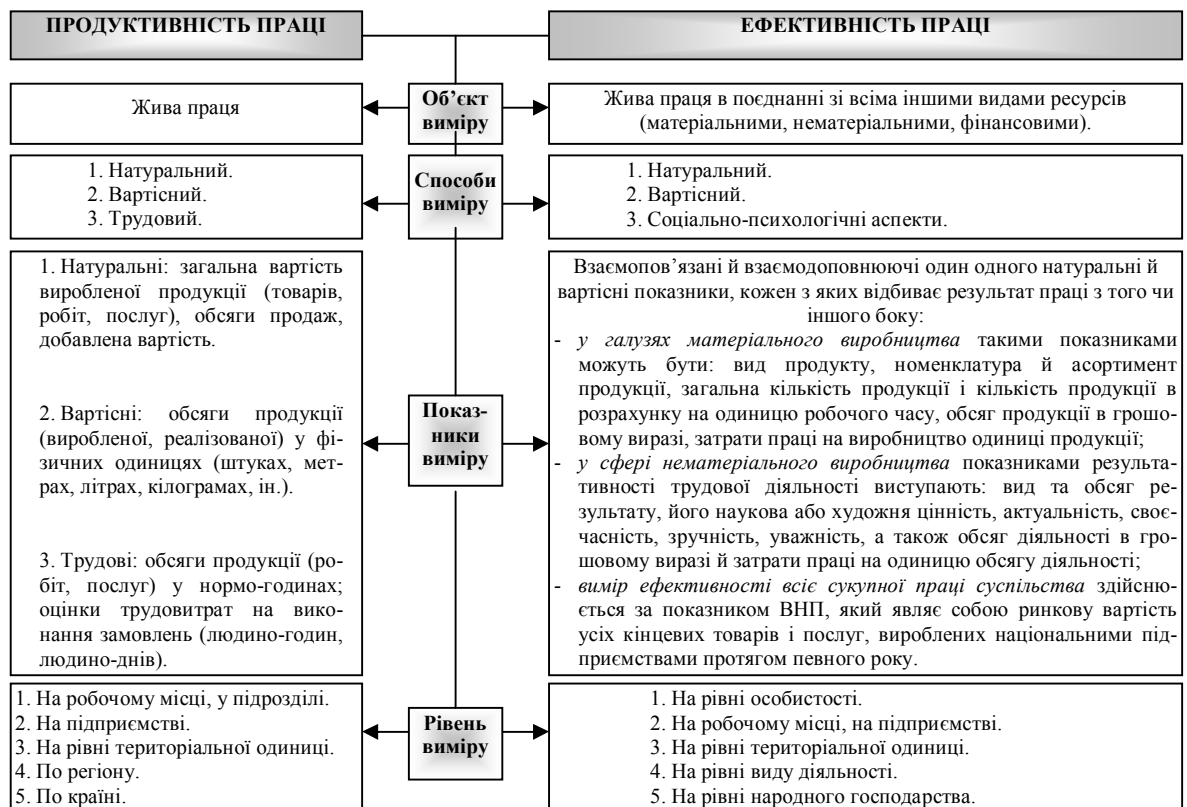 ПРОДУКТИВНІСТЬ ПРАЦІ
ЕФЕКТИВНІСТЬ ПРАЦІ
Жива праця
Об’єкт
виміру
Жива праця в поєднанні зі всіма іншими видами ресурсів
(матеріальними, нематеріальними, фінансовими).
1. Натуральний.
2. Вартісний.
3. Трудовий.
Способи
виміру
1. Натуральний.
2. Вартісний.
3. Соціально-психологічні аспекти.
1. Натуральні: загальна вартість
виробленої продукції (товарів,
робіт, послуг), обсяги продаж,
добавлена вартість.
2. Вартісні: обсяги продукції
(виробленої, реалізованої) у фі-
зичних одиницях (штуках, мет-
рах, літрах, кілограмах, ін.).
3. Трудові: обсяги продукції (ро-
біт, послуг) у нормо-годинах;
оцінки трудовитрат на вико-
нання замовлень (людино-годин,
людино-днів).
Показ-
ники
виміру
Взаємопов’язані й взаємодоповнюючі один одного натуральні й
вартісні показники, кожен з яких відбиває результат праці з того чи
іншого боку:
- у галузях матеріального виробництва такими показниками
можуть бути: вид продукту, номенклатура й асортимент
продукції, загальна кількість продукції і кількість продукції в
розрахунку на одиницю робочого часу, обсяг продукції в грошо-
вому виразі, затрати праці на виробництво одиниці продукції;
- у сфері нематеріального виробництва показниками результа-
тивності трудової діяльності виступають: вид та обсяг ре-
зультату, його наукова або художня цінність, актуальність, своє-
часність, зручність, уважність, а також обсяг діяльності в гро-
шовому виразі й затрати праці на одиницю обсягу діяльності;
- вимір ефективності всіє сукупної праці суспільства здійсню-
ється за показником ВНП, який являє собою ринкову вартість
усіх кінцевих товарів і послуг, вироблених національними під-
приємствами протягом певного року.
1. На робочому місці, у підрозділі.
2. На підприємстві.
3. На рівні територіальної одиниці.
4. По регіону.
5. По країні.
Рівень
виміру
1. На рівні особистості.
2. На робочому місці, на підприємстві.
3. На рівні територіальної одиниці.
4. На рівні виду діяльності.
5. На рівні народного господарства.